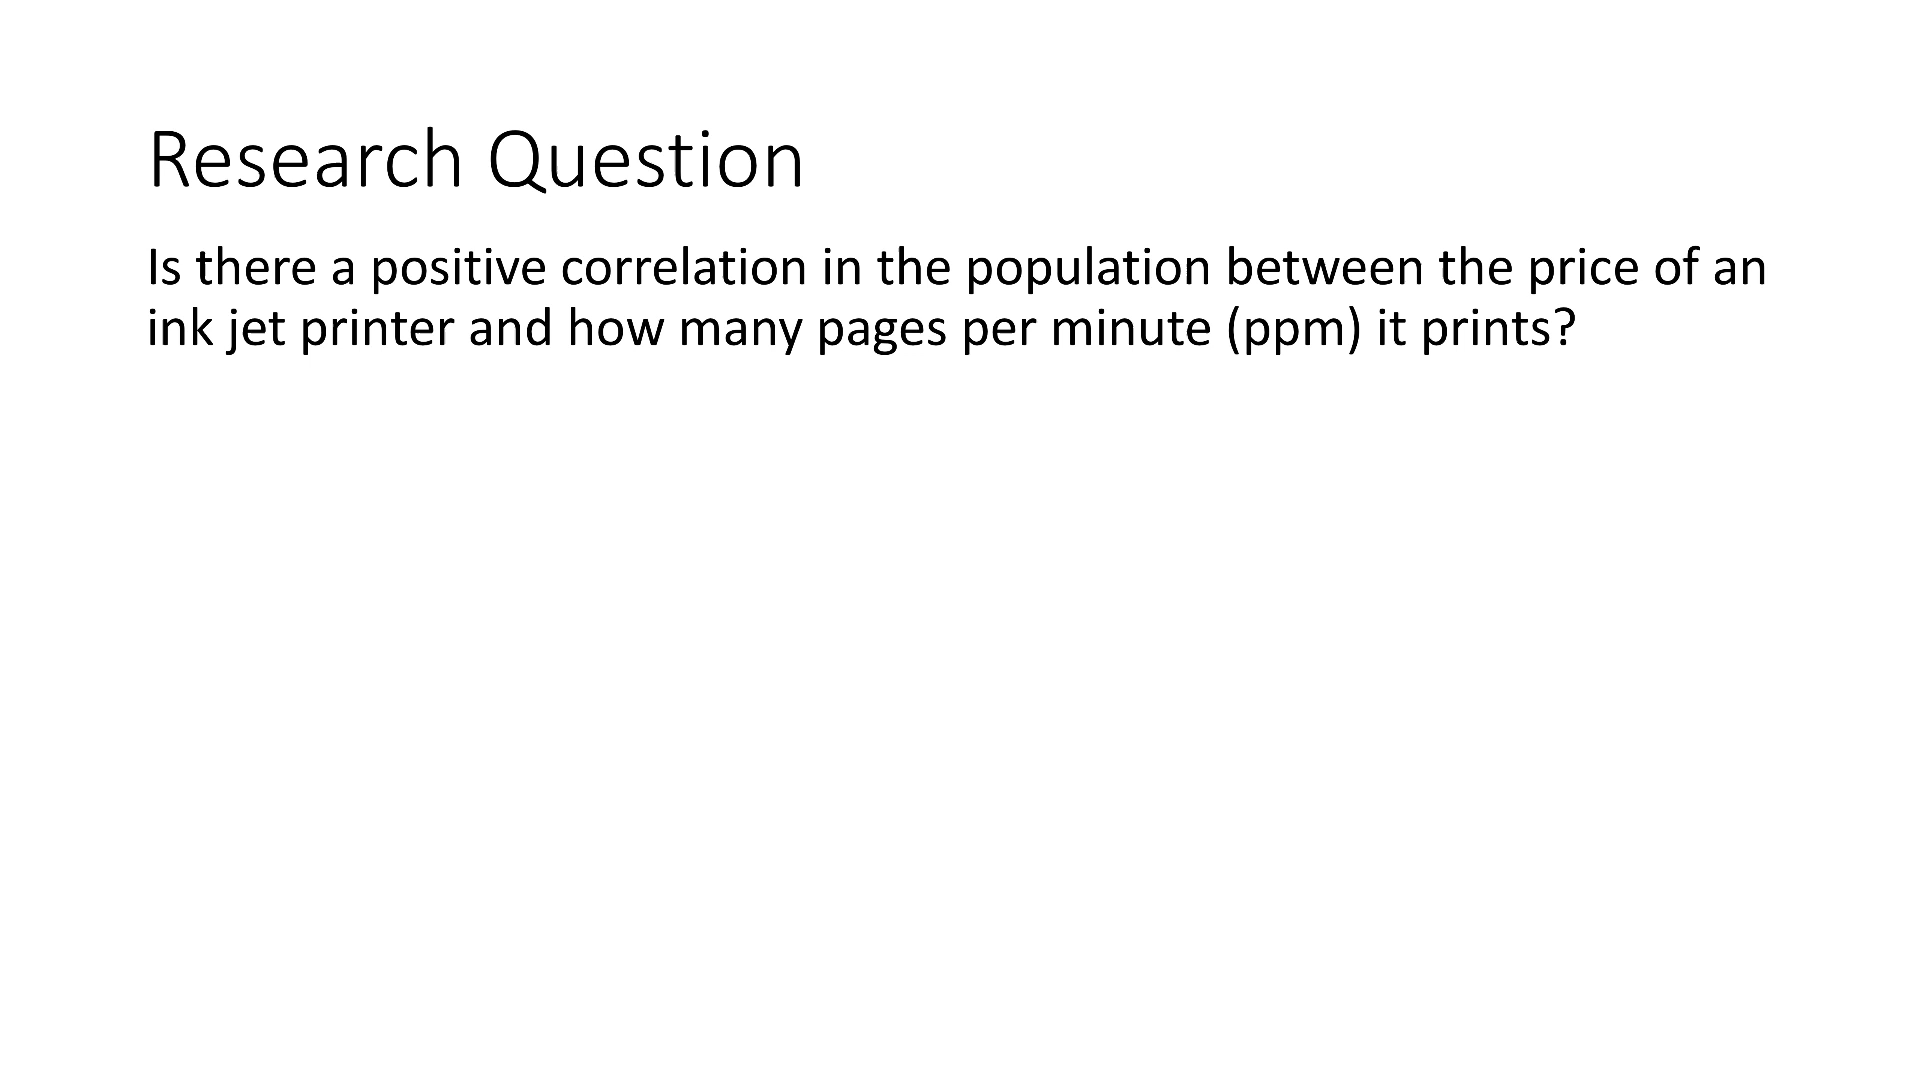 Research Question
Is there a positive correlation in the population between the price of an
ink jet printer and how many pages per minute (ppm) it prints?